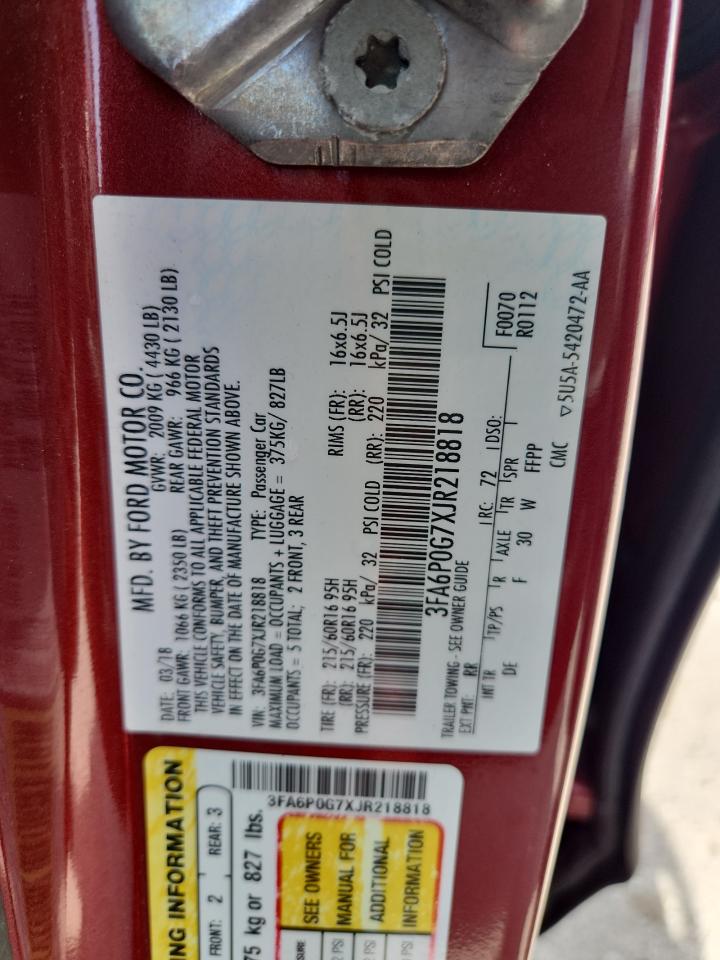 MFD. BY FORD MOTOR CO.
DATE: 03/18 GVWR: 2009 KG ( 4430 LB)
FRONT GAWR: 1066 KG ( 2350 LB) REAR GAWR: 966 KG ( 2130 LB)
THIS VEHICLE CONFORMS TO ALL APPLICABLE FEDERAL MOTOR
VEHICLE SAFETY, BUMPER, AND THEFT PREVENTION STANDARDS
IN EFFECT ON THE DATE OF MANUFACTURE SHOWN ABOVE.
VIN: 3FA6P0G7XJR218818 TYPE: Passenger Car
MAXIMUM LOAD = OCCUPANTS + LUGGAGE = 375KG/ 827LB
OCCUPANTS = 5 TOTAL; 2 FRONT, 3 REAR
TIRE (FR): 215/60R16 95H RIMS (FR): 16x6.5J
(RR): 215/60R16 95H (RR): 16x6.5J
PRESSURE (FR): 220 kPa/ 32 PSI COLD (RR): 220 kPa/ 32 PSI COLD
3FA6P0G7XJR218818
TRAILER TOWING - SEE OWNER GUIDE
EXT PNT: RR RC: 72 DSO:
INT TR TP/PS R AXLE TR SPR
DE F 30 W FFPP
F0070
R0112
CMC ▽5U5A-5420472-AA
ING INFORMATION
FRONT: 2 REAR: 3
75 kg or 827 lbs.
3FA6P0G7XJR218818
SEE OWNERS
MANUAL FOR
ADDITIONAL
INFORMATION
PSI
PSI